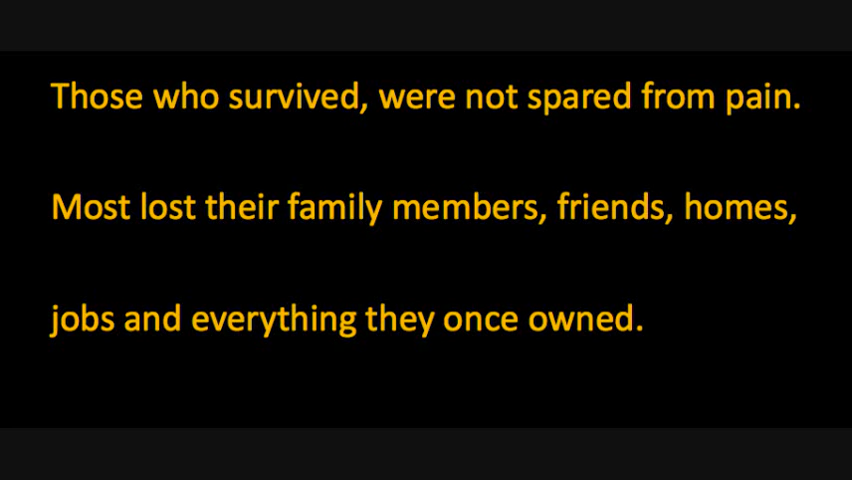 Those who survived, were not spared from pain.
Most lost their family members, friends, homes,
jobs and everything they once owned.